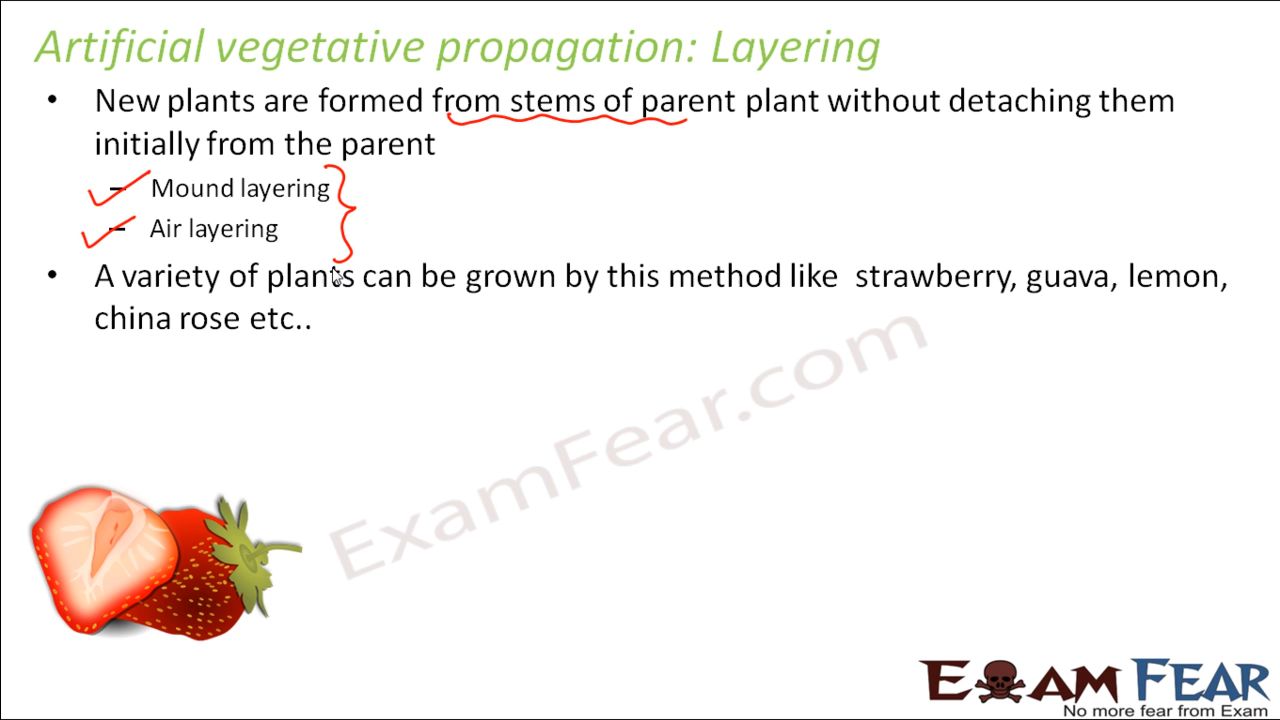 Artificial vegetative propagation: Layering
• New plants are formed from stems of parent plant without detaching them
initially from the parent
– Mound layering
– Air layering
• A variety of plants can be grown by this method like strawberry, guava, lemon,
china rose etc..
ExamFear.com
EXAM FEAR
No more fear from Exam